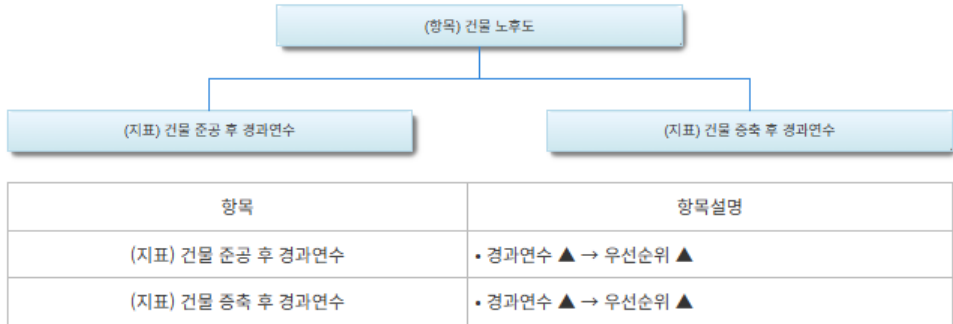 (항목) 건물 노후도
(지표) 건물 준공 후 경과연수
(지표) 건물 증축 후 경과연수
항목
항목설명
(지표) 건물 준공 후 경과연수
• 경과연수 ▲ → 우선순위 ▲
(지표) 건물 증축 후 경과연수
• 경과연수 ▲ → 우선순위 ▲